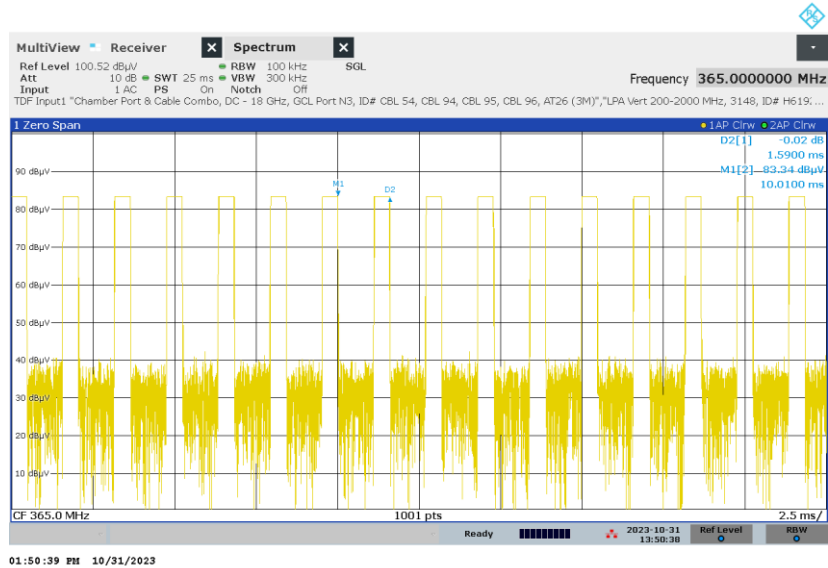 R&S
MultiView Receiver X Spectrum X
Ref Level 100.52 dBµV RBW 100 kHz SGL
Att 10 dB SWT 25 ms VBW 300 kHz Frequency 365.0000000 MHz
Input 1 AC PS On Notch Off
TDF Input1 "Chamber Port & Cable Combo, DC - 18 GHz, GCL Port N3, ID# CBL 54, CBL 94, CBL 95, CBL 96, AT26 (3M)","LPA Vert 200-2000 MHz, 3148, ID# H619...
1 Zero Span 1AP Clrw 2AP Clrw
D2[1] -0.02 dB
1.5900 ms
M1[2] 83.34 dBµV
10.0100 ms
90 dBµV
M1 D2
80 dBµV
70 dBµV
60 dBµV
50 dBµV
40 dBµV
30 dBµV
20 dBµV
10 dBµV
CF 365.0 MHz 1001 pts 2.5 ms/
Ready 2023-10-31 Ref Level RBW
13:50:38
01:50:39 PM 10/31/2023